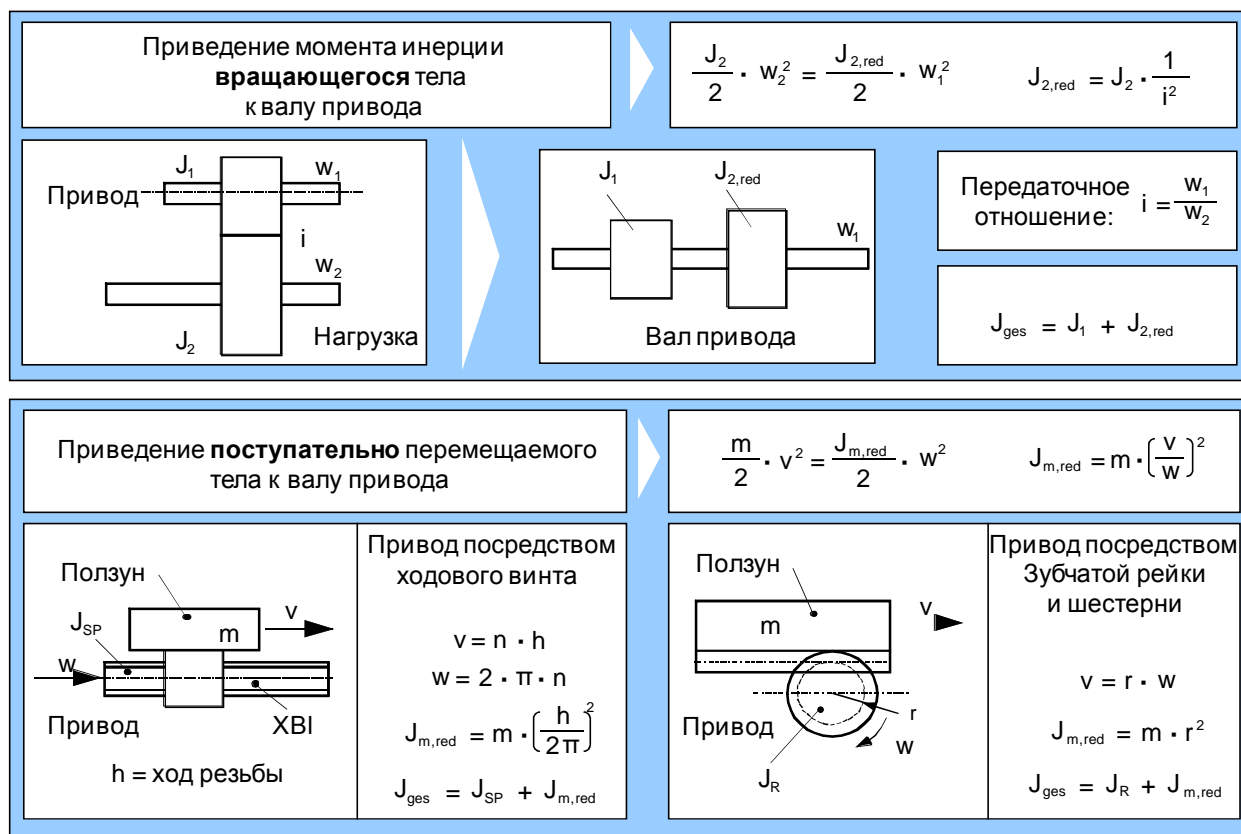 Приведение момента инерции
вращающегося тела
к валу привода
J₂/2 · w₂² = J₂,red/2 · w₁²
J₂,red = J₂ · 1/i²
J₁
w₁
Привод
i
w₂
J₂
Нагрузка
J₁
J₂,red
w₁
Вал привода
Передаточное
отношение: i = w₁/w₂
Jges = J₁ + J₂,red
Приведение поступательно перемещаемого
тела к валу привода
m/2 · v² = Jm,red/2 · w²
Jm,red = m · (v/w)²
Ползун
v
JSP
m
w
Привод
XBI
h = ход резьбы
Привод посредством
ходового винта
v = n · h
w = 2 · π · n
Jm,red = m · (h/2π)²
Jges = JSP + Jm,red
Ползун
v
m
Привод
r
w
JR
Привод посредством
Зубчатой рейки
и шестерни
v = r · w
Jm,red = m · r²
Jges = JR + Jm,red